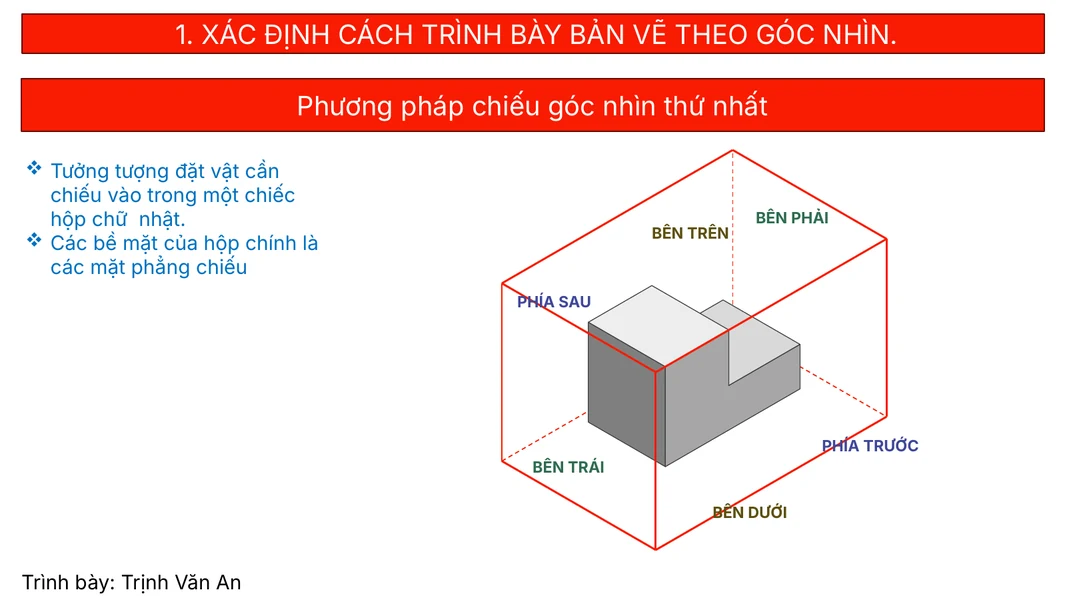 1. XÁC ĐỊNH CÁCH TRÌNH BÀY BẢN VẼ THEO GÓC NHÌN.
Phương pháp chiếu góc nhìn thứ nhất
❖ Tưởng tượng đặt vật cần
chiếu vào trong một chiếc
hộp chữ nhật.
❖ Các bề mặt của hộp chính là
các mặt phẳng chiếu
BÊN PHẢI
BÊN TRÊN
PHÍA SAU
PHÍA TRƯỚC
BÊN TRÁI
BÊN DƯỚI
Trình bày: Trịnh Văn An